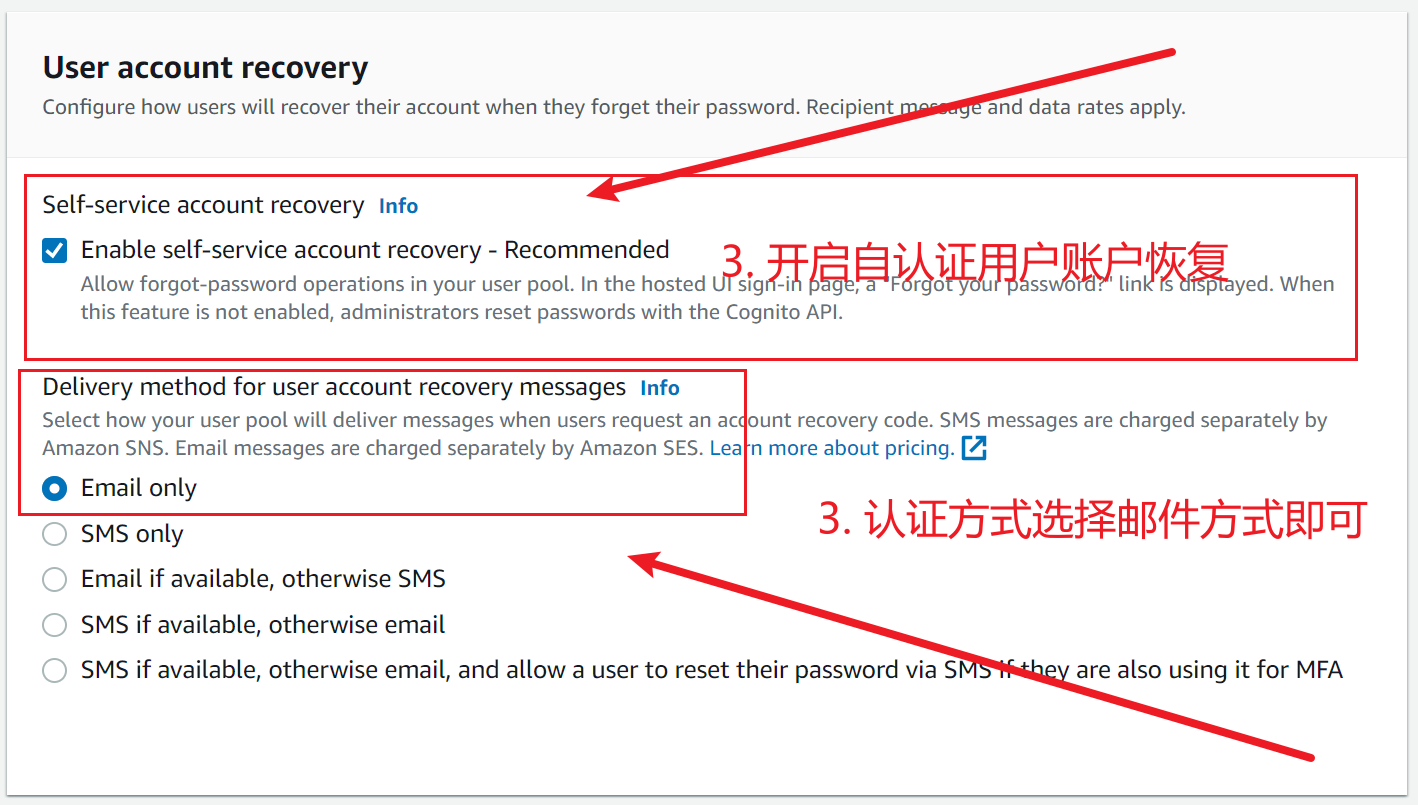 User account recovery
Configure how users will recover their account when they forget their password. Recipient message and data rates apply.
Self-service account recovery Info
Enable self-service account recovery - Recommended
3. 开启自认证用户账户恢复
Allow forgot-password operations in your user pool. In the hosted UI sign-in page, a "Forgot your password?" link is displayed. When
this feature is not enabled, administrators reset passwords with the Cognito API.
Delivery method for user account recovery messages Info
Select how your user pool will deliver messages when users request an account recovery code. SMS messages are charged separately by
Amazon SNS. Email messages are charged separately by Amazon SES. Learn more about pricing.
Email only
3. 认证方式选择邮件方式即可
SMS only
Email if available, otherwise SMS
SMS if available, otherwise email
SMS if available, otherwise email, and allow a user to reset their password via SMS if they are also using it for MFA